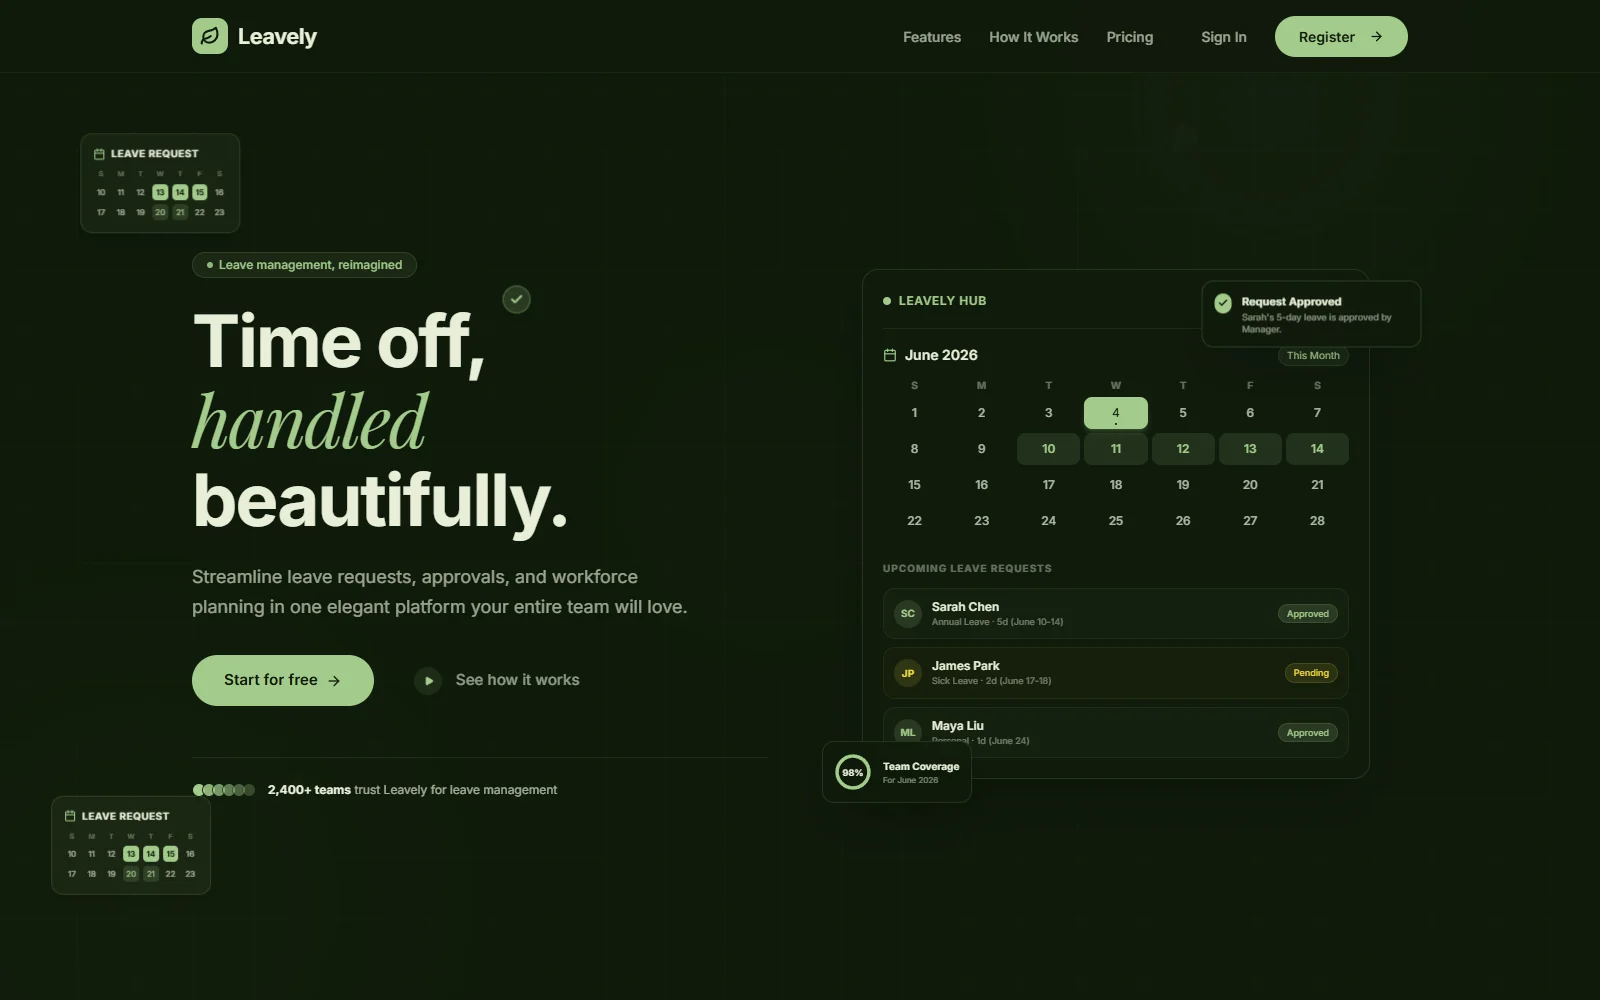 Leavely
Features
How It Works
Pricing
Sign In
Register
LEAVE REQUEST
S M T W T F S
10 11 12 13 14 15 16
17 18 19 20 21 22 23
Leave management, reimagined
Time off,
handled
beautifully.
Streamline leave requests, approvals, and workforce
planning in one elegant platform your entire team will love.
Start for free
See how it works
2,400+ teams trust Leavely for leave management
LEAVE REQUEST
S M T W T F S
10 11 12 13 14 15 16
17 18 19 20 21 22 23
LEAVELY HUB
Request Approved
Sarah's 5-day leave is approved by
Manager.
June 2026
This Month
S M T W T F S
1 2 3 4 5 6 7
8 9 10 11 12 13 14
15 16 17 18 19 20 21
22 23 24 25 26 27 28
UPCOMING LEAVE REQUESTS
SC
Sarah Chen
Annual Leave · 5d (June 10-14)
Approved
JP
James Park
Sick Leave · 2d (June 17-18)
Pending
ML
Maya Liu
Personal · 1d (June 24)
Approved
98%
Team Coverage
For June 2026